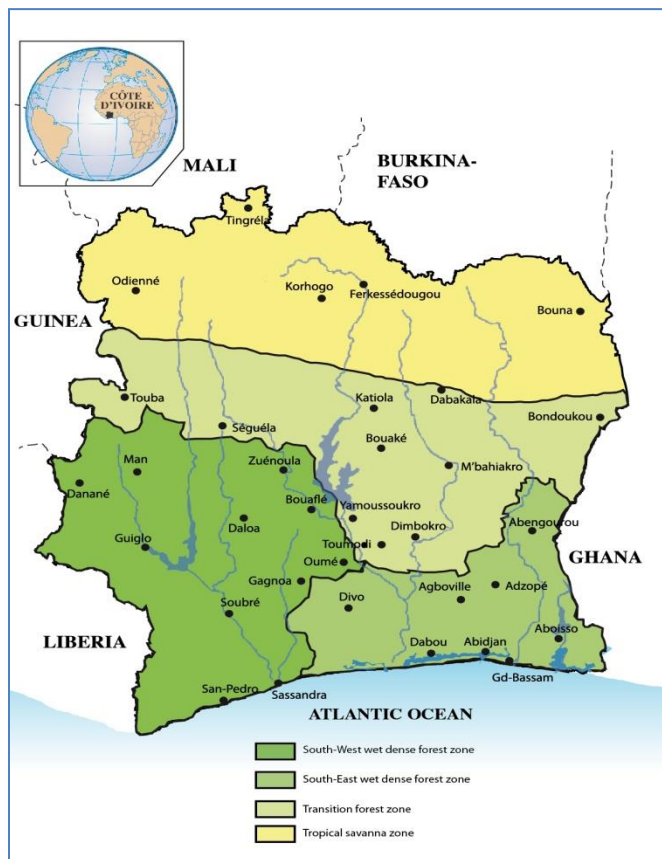 CÔTE
D'IVOIRE
MALI
BURKINA-
FASO
Tingréla
Odienné
Korhogo
Ferkessédougou
Bouna
GUINEA
Touba
Katiola
Dabakala
Bondoukou
Séguéla
Bouaké
Man
Zuénoula
M'bahiakro
Danané
Bouaflé
Yamoussoukro
Abengourou
Daloa
Guiglo
Dimbokro
Toumodi
GHANA
Oumé
Gagnoa
Divo
Agboville
Adzopé
Soubré
LIBERIA
Dabou
Abidjan
Aboisso
Gd-Bassam
San-Pedro
Sassandra
ATLANTIC OCEAN
South-West wet dense forest zone
South-East wet dense forest zone
Transition forest zone
Tropical savanna zone